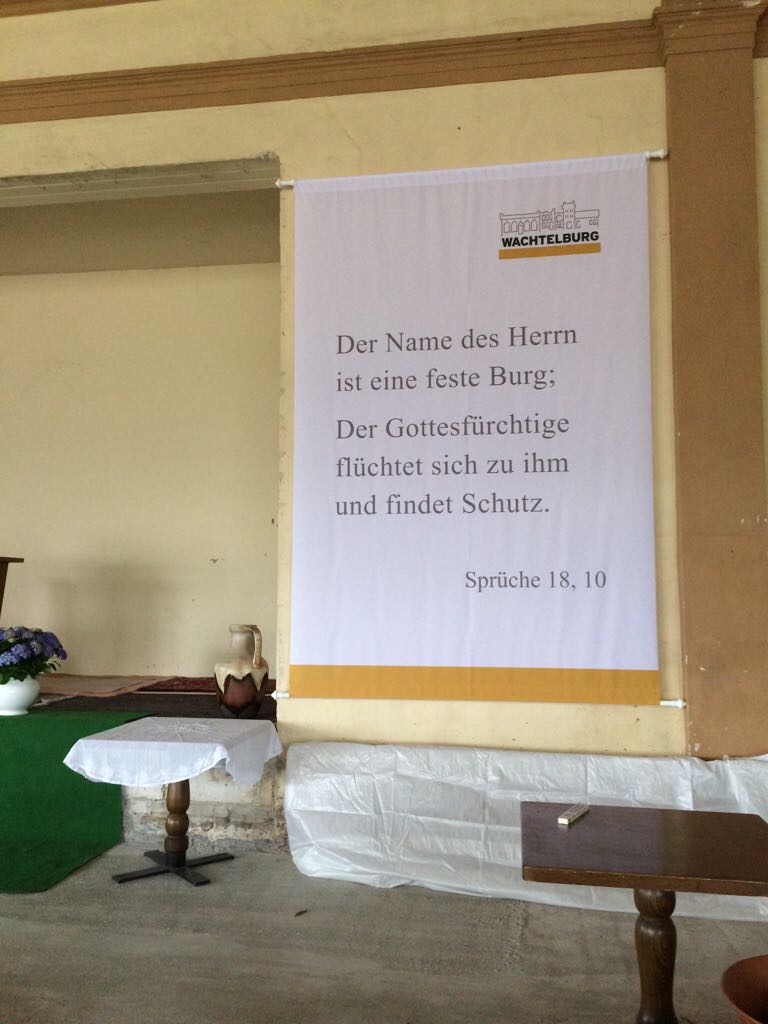 WACHTELBURG
Der Name des Herrn
ist eine feste Burg;
Der Gottesfürchtige
flüchtet sich zu ihm
und findet Schutz.
Sprüche 18, 10